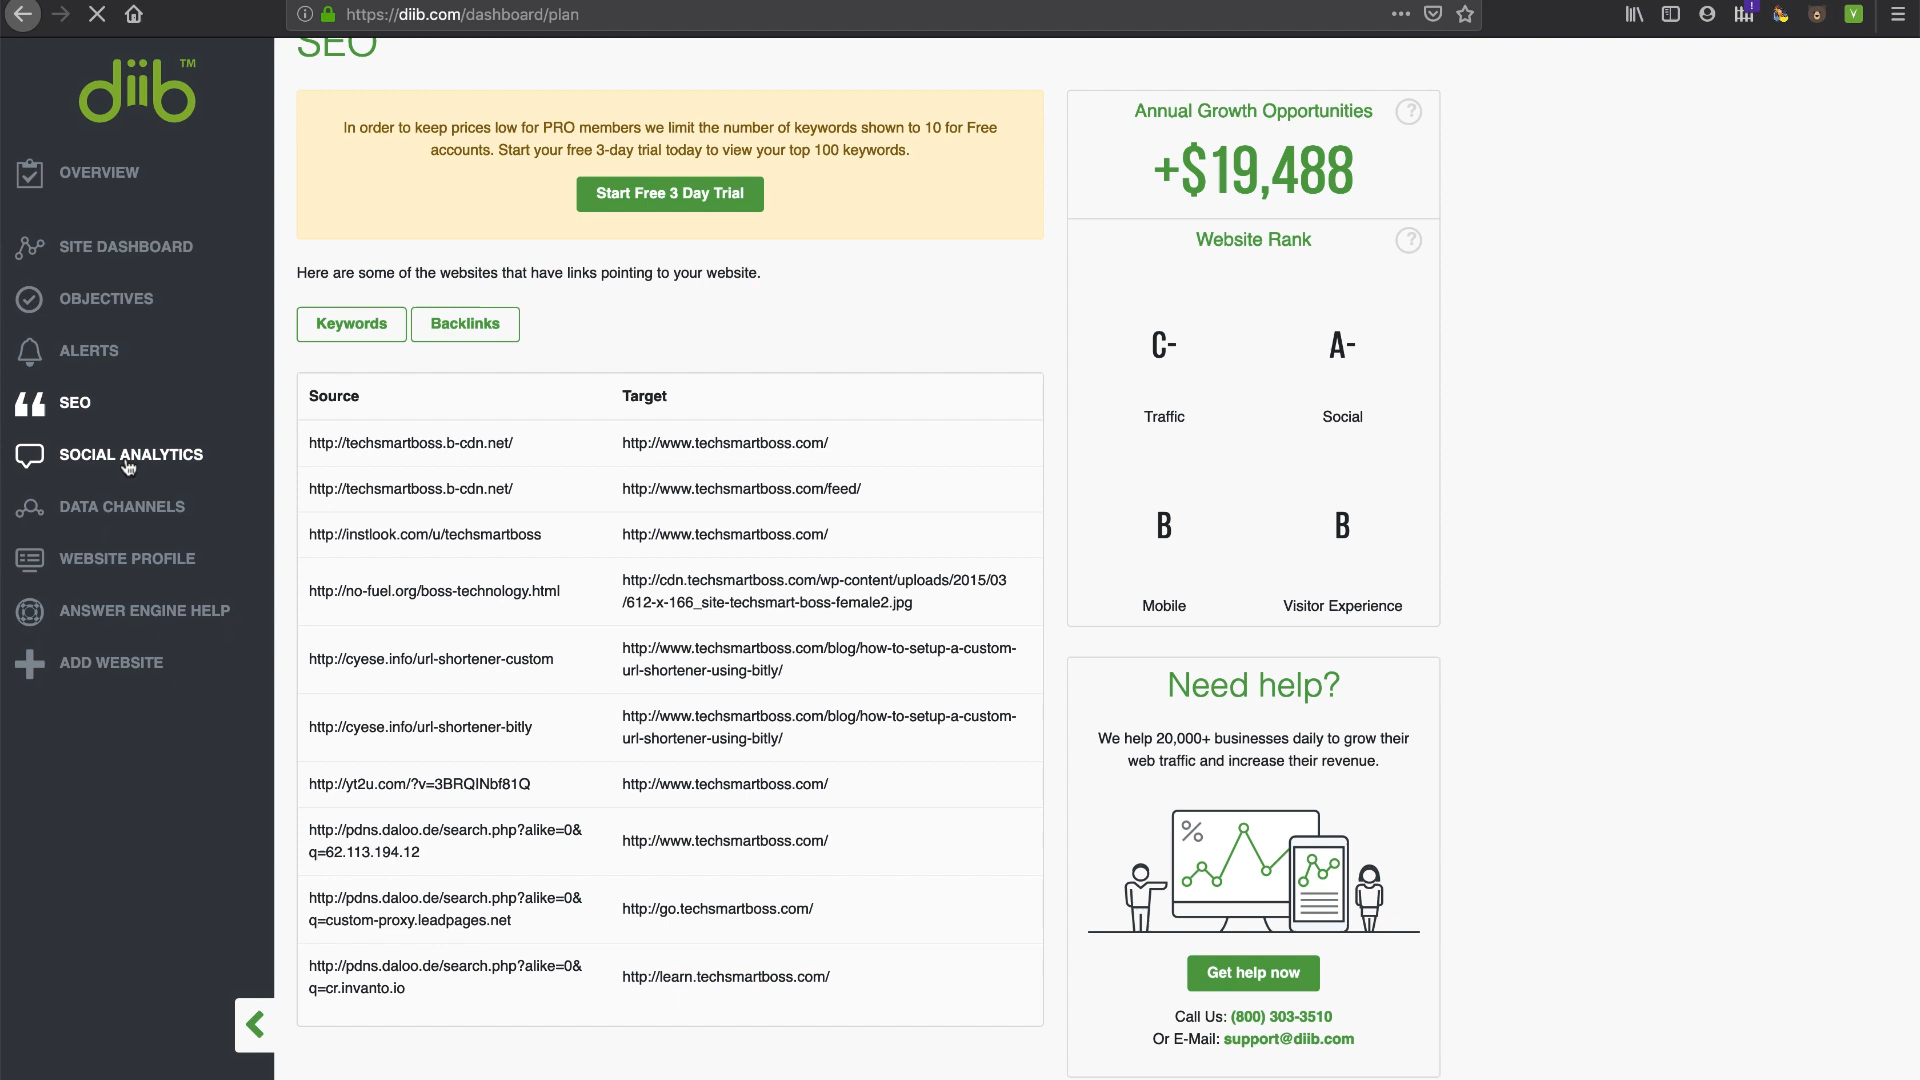 https://diib.com/dashboard/plan
diib™
OVERVIEW
SITE DASHBOARD
OBJECTIVES
ALERTS
SEO
SOCIAL ANALYTICS
DATA CHANNELS
WEBSITE PROFILE
ANSWER ENGINE HELP
ADD WEBSITE
SEO
In order to keep prices low for PRO members we limit the number of keywords shown to 10 for Free
accounts. Start your free 3-day trial today to view your top 100 keywords.
Start Free 3 Day Trial
Here are some of the websites that have links pointing to your website.
Keywords Backlinks
Source Target
http://techsmartboss.b-cdn.net/ http://www.techsmartboss.com/
http://techsmartboss.b-cdn.net/ http://www.techsmartboss.com/feed/
http://instlook.com/u/techsmartboss http://www.techsmartboss.com/
http://no-fuel.org/boss-technology.html http://cdn.techsmartboss.com/wp-content/uploads/2015/03
/612-x-166_site-techsmart-boss-female2.jpg
http://cyese.info/url-shortener-custom http://www.techsmartboss.com/blog/how-to-setup-a-custom-
url-shortener-using-bitly/
http://cyese.info/url-shortener-bitly http://www.techsmartboss.com/blog/how-to-setup-a-custom-
url-shortener-using-bitly/
http://yt2u.com/?v=3BRQINbf81Q http://www.techsmartboss.com/
http://pdns.daloo.de/search.php?alike=0&
q=62.113.194.12 http://www.techsmartboss.com/
http://pdns.daloo.de/search.php?alike=0&
q=custom-proxy.leadpages.net http://go.techsmartboss.com/
http://pdns.daloo.de/search.php?alike=0&
q=cr.invanto.io http://learn.techsmartboss.com/
Annual Growth Opportunities ?
+$19,488
Website Rank ?
C- A-
Traffic Social
B B
Mobile Visitor Experience
Need help?
We help 20,000+ businesses daily to grow their
web traffic and increase their revenue.
%
Get help now
Call Us: (800) 303-3510
Or E-Mail: support@diib.com